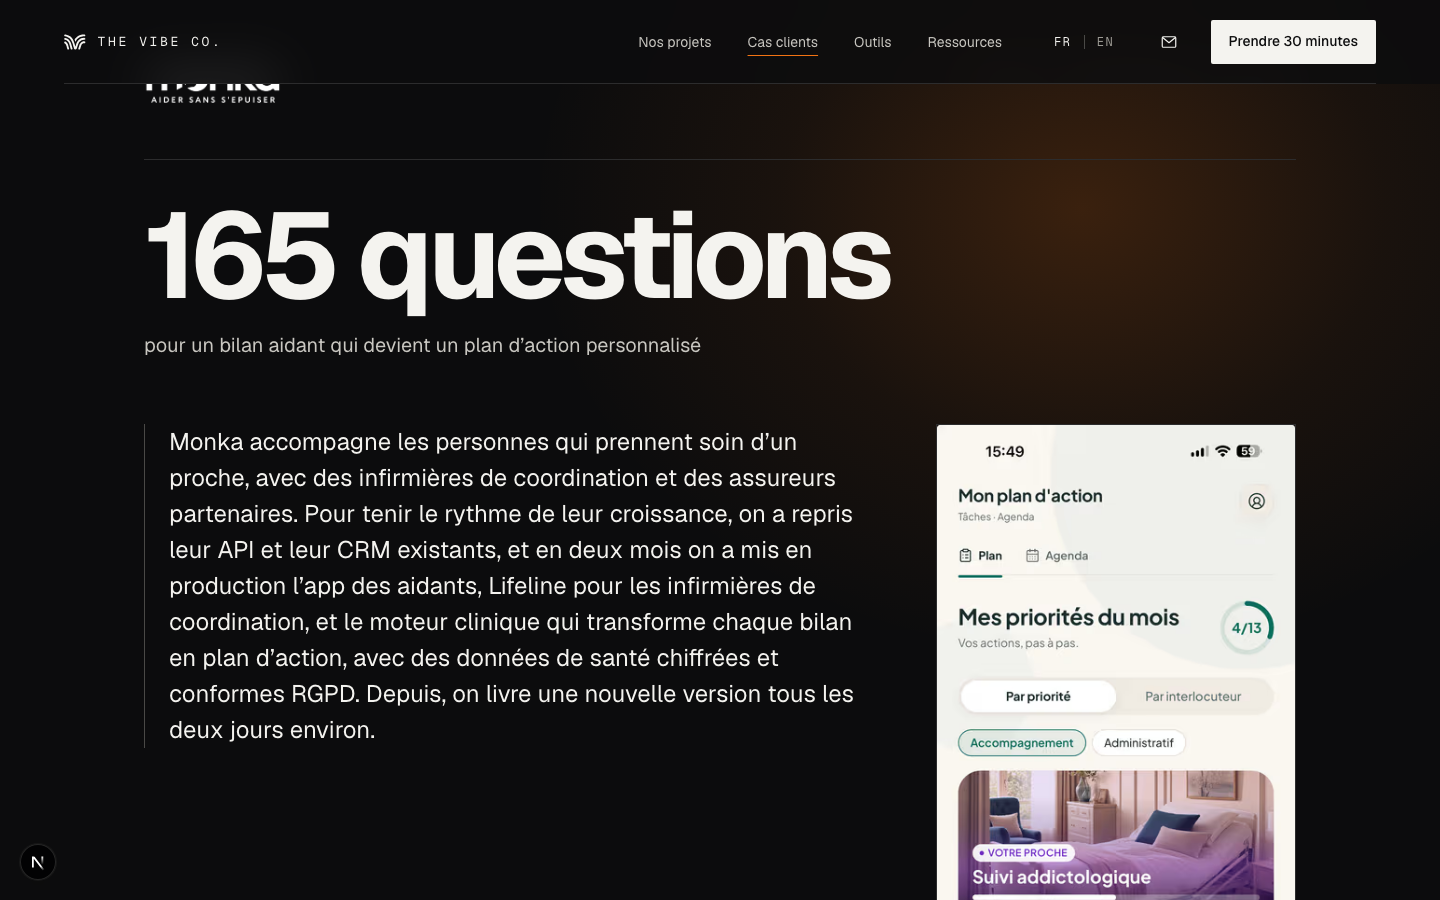 THE VIBE CO.
Nos projets
Cas clients
Outils
Ressources
FR | EN
Prendre 30 minutes
monka
AIDER SANS S'EPUISER
165 questions
pour un bilan aidant qui devient un plan d’action personnalisé
Monka accompagne les personnes qui prennent soin d’un
proche, avec des infirmières de coordination et des assureurs
partenaires. Pour tenir le rythme de leur croissance, on a repris
leur API et leur CRM existants, et en deux mois on a mis en
production l’app des aidants, Lifeline pour les infirmières de
coordination, et le moteur clinique qui transforme chaque bilan
en plan d’action, avec des données de santé chiffrées et
conformes RGPD. Depuis, on livre une nouvelle version tous les
deux jours environ.
15:49
59
Mon plan d'action
Tâches · Agenda
Plan
Agenda
Mes priorités du mois
4/13
Vos actions, pas à pas.
Par priorité
Par interlocuteur
Accompagnement
Administratif
• VOTRE PROCHE
Suivi addictologique
N